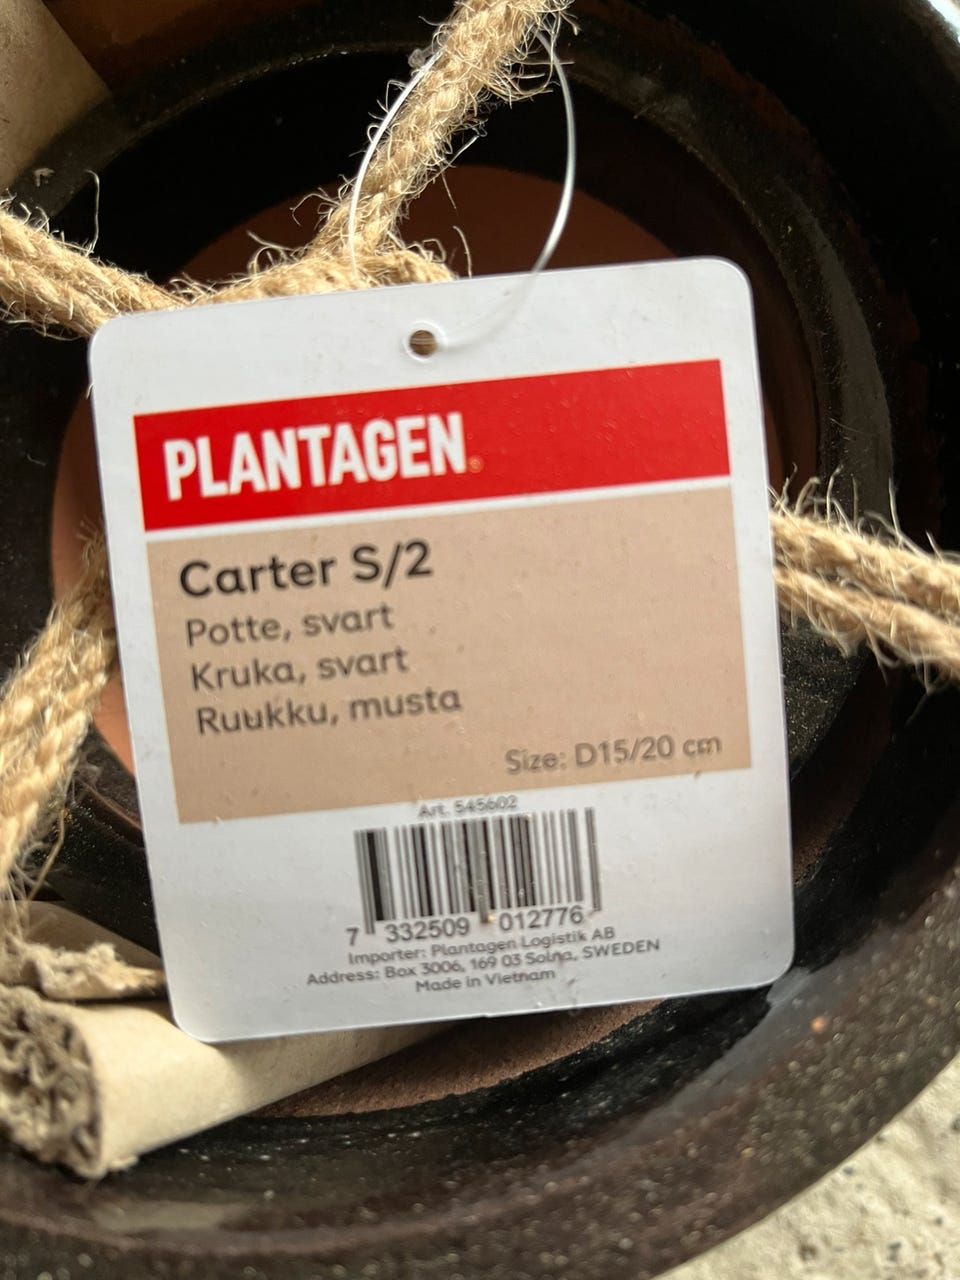 PLANTAGEN
Carter S/2
Potte, svart
Kruka, svart
Ruukku, musta
Size: D15/20 cm
Art. 545602
7 332509 012776
Importer: Plantagen Logistik AB
Address: Box 3006, 169 03 Solna, SWEDEN
Made in Vietnam